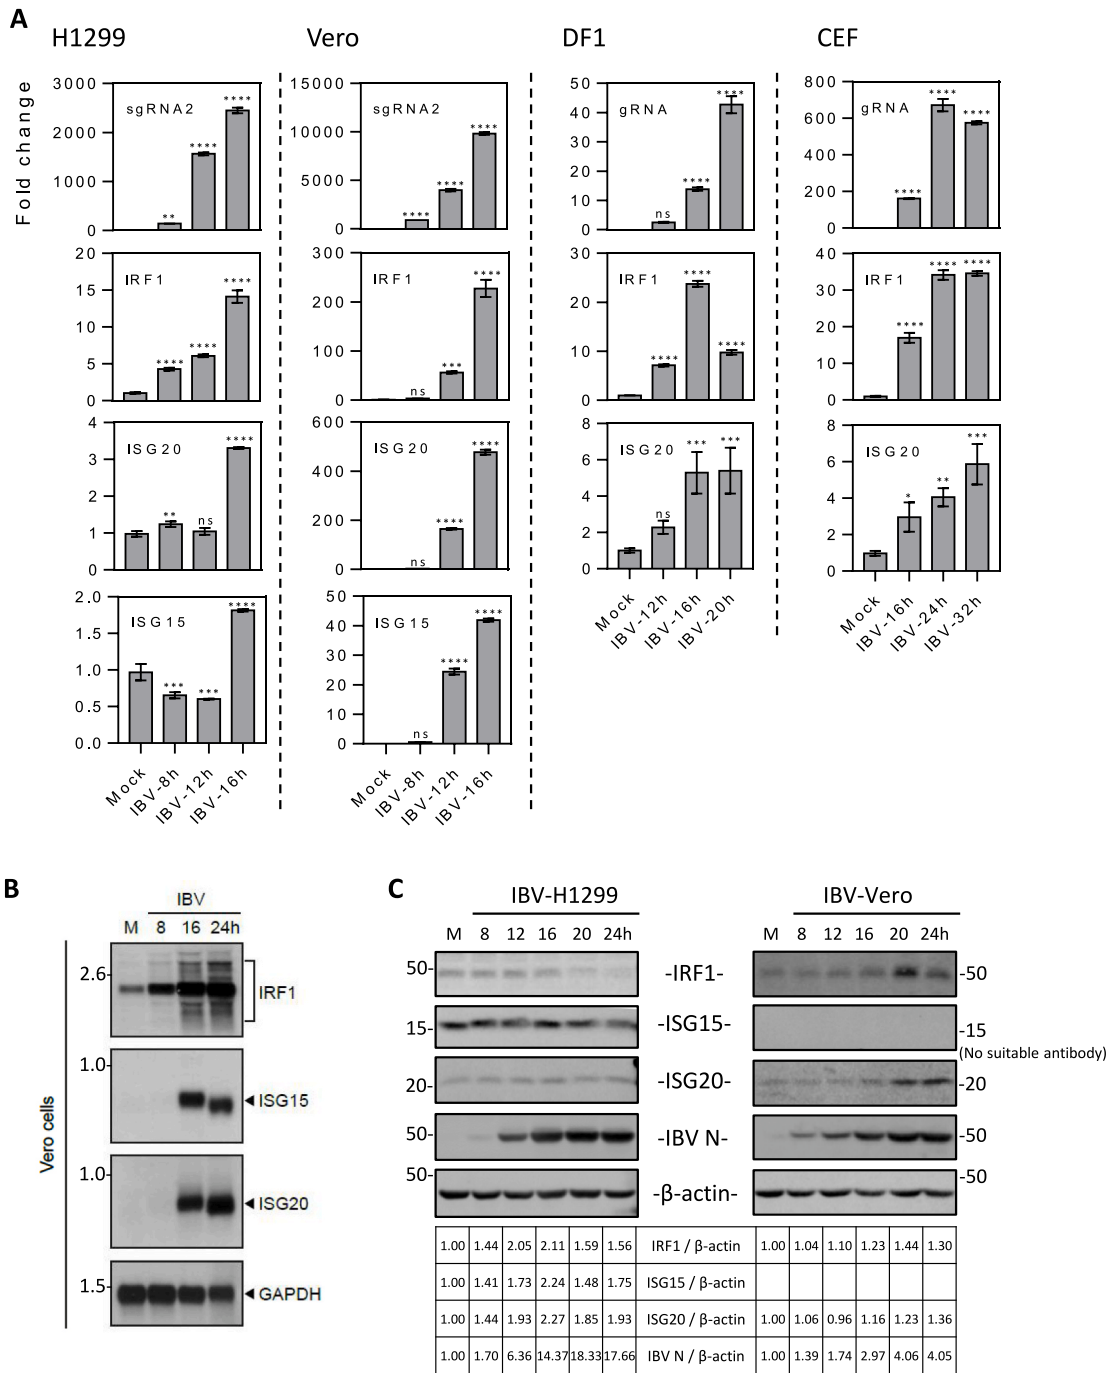 A
H1299
Vero
DF1
CEF
Fold change
3000
2000
1000
0
sgRNA2
**
****
****
15000
10000
5000
0
sgRNA2
****
****
****
50
40
30
20
10
0
gRNA
ns
****
****
800
600
400
200
0
gRNA
****
****
****
20
15
10
5
0
IRF1
****
****
****
300
200
100
0
IRF1
ns
***
****
30
20
10
0
IRF1
****
****
****
40
30
20
10
0
IRF1
****
****
****
4
3
2
1
0
ISG20
**
ns
****
600
400
200
0
ISG20
ns
****
****
8
6
4
2
0
ISG20
ns
***
***
8
6
4
2
0
ISG20
*
**
***
Mock
IBV-12h
IBV-16h
IBV-20h
Mock
IBV-16h
IBV-24h
IBV-32h
2.0
1.5
1.0
0.5
0.0
ISG15
***
***
****
50
40
30
20
10
0
ISG15
ns
****
****
Mock
IBV-8h
IBV-12h
IBV-16h
Mock
IBV-8h
IBV-12h
IBV-16h
B
IBV
M 8 16 24h
Vero cells
2.6
IRF1
1.0
ISG15
1.0
ISG20
1.5
GAPDH
C
IBV-H1299
IBV-Vero
M 8 12 16 20 24h
M 8 12 16 20 24h
50- -IRF1- -50
15- -ISG15- -15
(No suitable antibody)
20- -ISG20- -20
50- -IBV N- -50
50- -β-actin- -50
1.00 1.44 2.05 2.11 1.59 1.56 IRF1 / β-actin 1.00 1.04 1.10 1.23 1.44 1.30
1.00 1.41 1.73 2.24 1.48 1.75 ISG15 / β-actin
1.00 1.44 1.93 2.27 1.85 1.93 ISG20 / β-actin 1.00 1.06 0.96 1.16 1.23 1.36
1.00 1.70 6.36 14.37 18.33 17.66 IBV N / β-actin 1.00 1.39 1.74 2.97 4.06 4.05